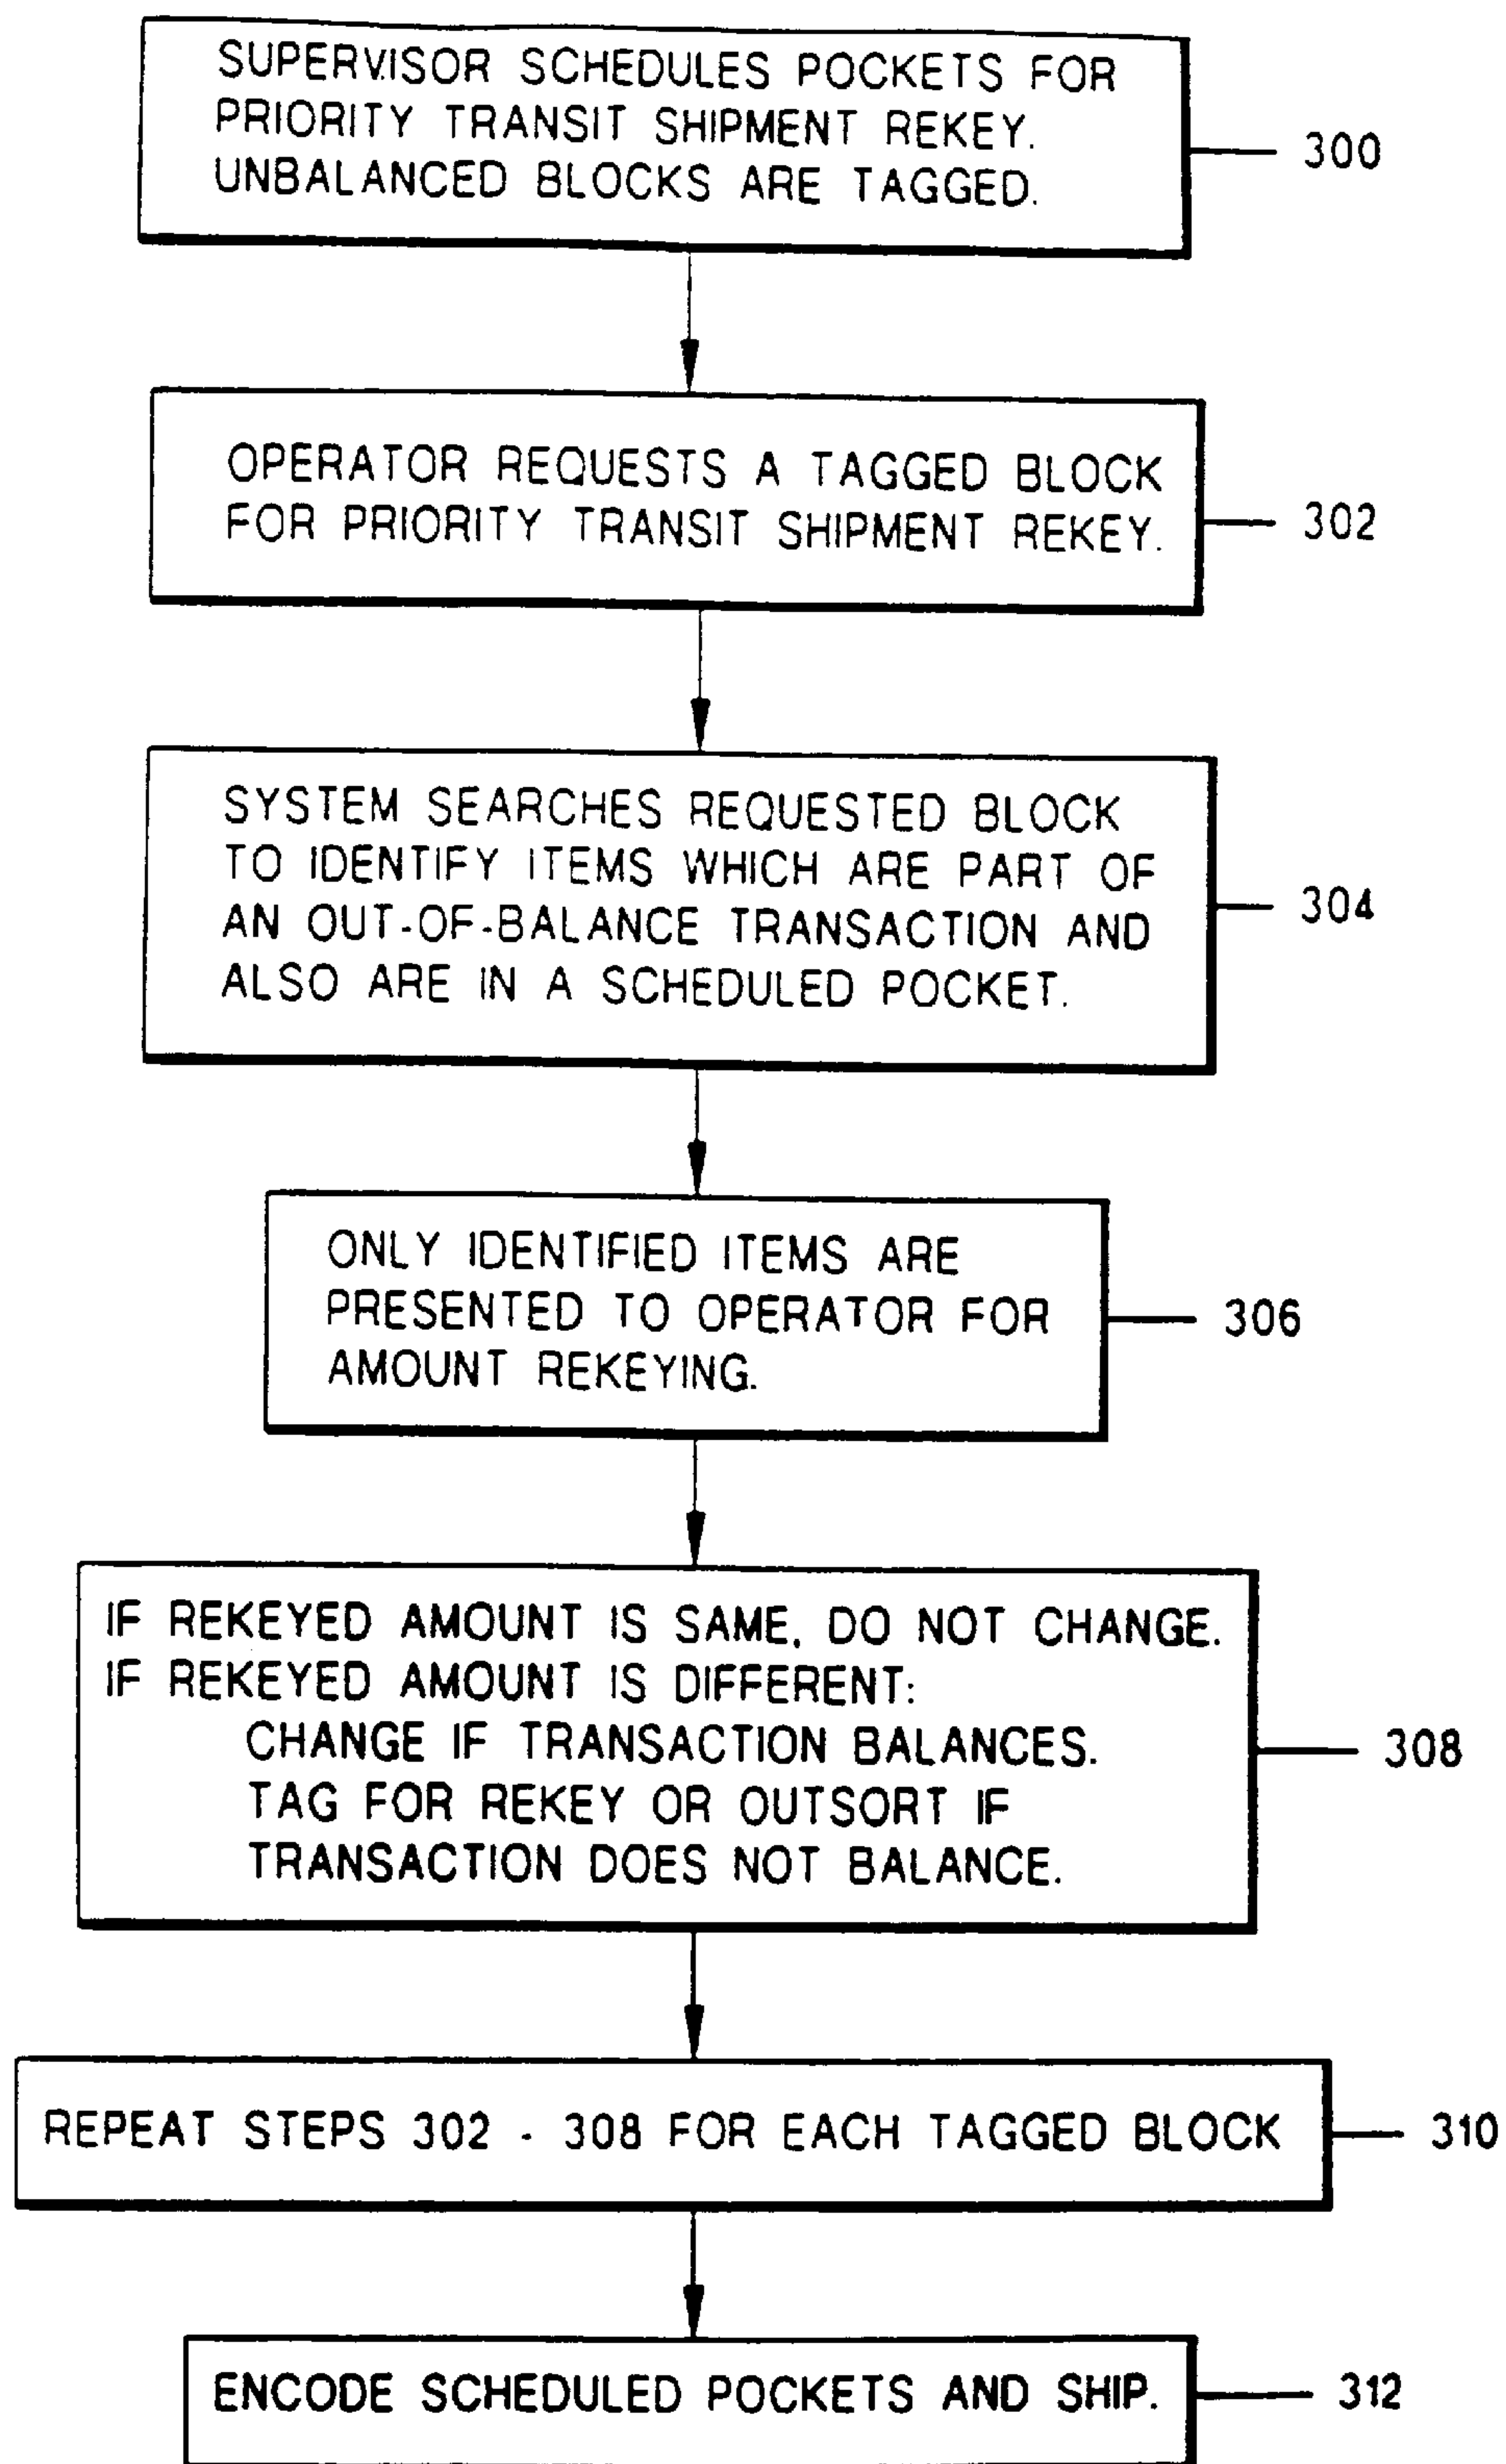 SUPERVISOR SCHEDULES POCKETS FOR
PRIORITY TRANSIT SHIPMENT REKEY.
UNBALANCED BLOCKS ARE TAGGED.
300
OPERATOR REQUESTS A TAGGED BLOCK
FOR PRIORITY TRANSIT SHIPMENT REKEY.
302
SYSTEM SEARCHES REQUESTED BLOCK
TO IDENTIFY ITEMS WHICH ARE PART OF
AN OUT-OF-BALANCE TRANSACTION AND
ALSO ARE IN A SCHEDULED POCKET.
304
ONLY IDENTIFIED ITEMS ARE
PRESENTED TO OPERATOR FOR
AMOUNT REKEYING.
306
IF REKEYED AMOUNT IS SAME, DO NOT CHANGE.
IF REKEYED AMOUNT IS DIFFERENT:
CHANGE IF TRANSACTION BALANCES.
TAG FOR REKEY OR OUTSORT IF
TRANSACTION DOES NOT BALANCE.
308
REPEAT STEPS 302 - 308 FOR EACH TAGGED BLOCK
310
ENCODE SCHEDULED POCKETS AND SHIP.
312